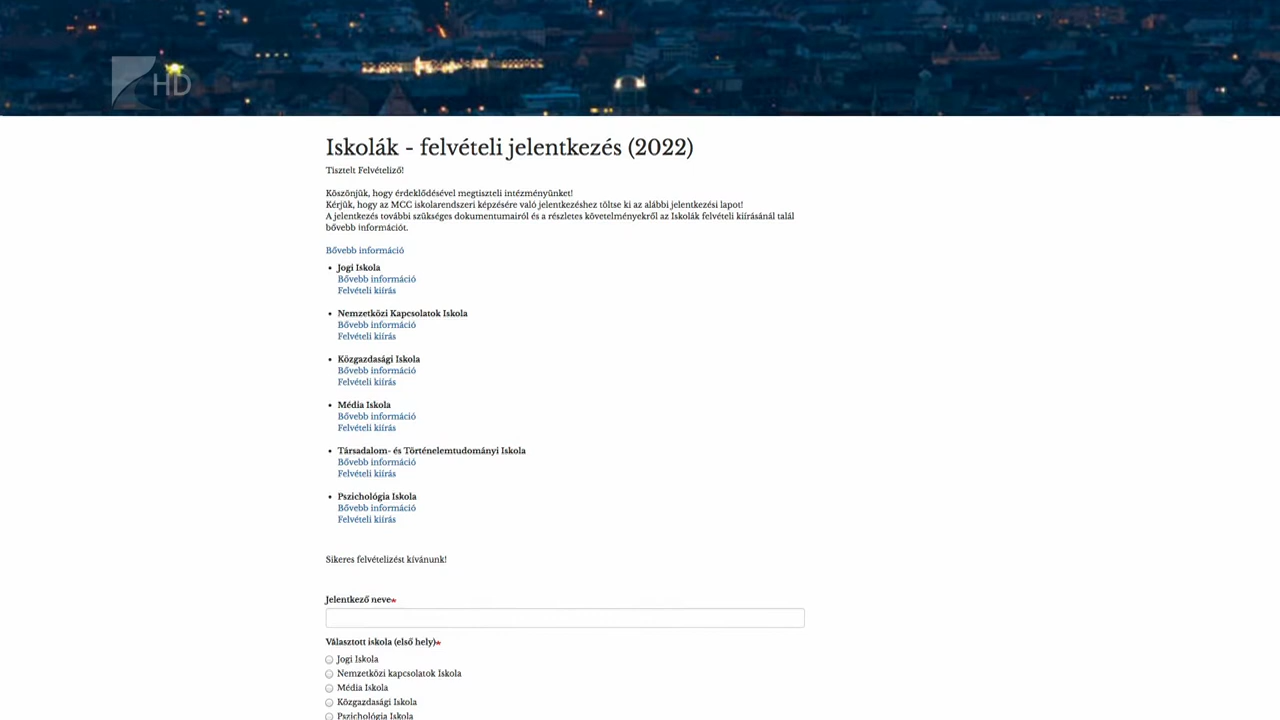 HD
Iskolák - felvételi jelentkezés (2022)
Tisztelt Felvételiző!
Köszönjük, hogy érdeklődésével megtiszteli intézményünket!
Kérjük, hogy az MCC iskolarendszeri képzésére való jelentkezéshez töltse ki az alábbi jelentkezési lapot!
A jelentkezés további szükséges dokumentumairól és a részletes követelményekről az Iskolák felvételi kiírásánál talál
bővebb információt.
Bővebb információ
• Jogi Iskola
Bővebb információ
Felvételi kiírás
• Nemzetközi Kapcsolatok Iskola
Bővebb információ
Felvételi kiírás
• Közgazdasági Iskola
Bővebb információ
Felvételi kiírás
• Média Iskola
Bővebb információ
Felvételi kiírás
• Társadalom- és Történelemtudományi Iskola
Bővebb információ
Felvételi kiírás
• Pszichológia Iskola
Bővebb információ
Felvételi kiírás
Sikeres felvételizést kívánunk!
Jelentkező neve*
Választott iskola (első hely)*
Jogi Iskola
Nemzetközi kapcsolatok Iskola
Média Iskola
Közgazdasági Iskola
Pszichológia Iskola